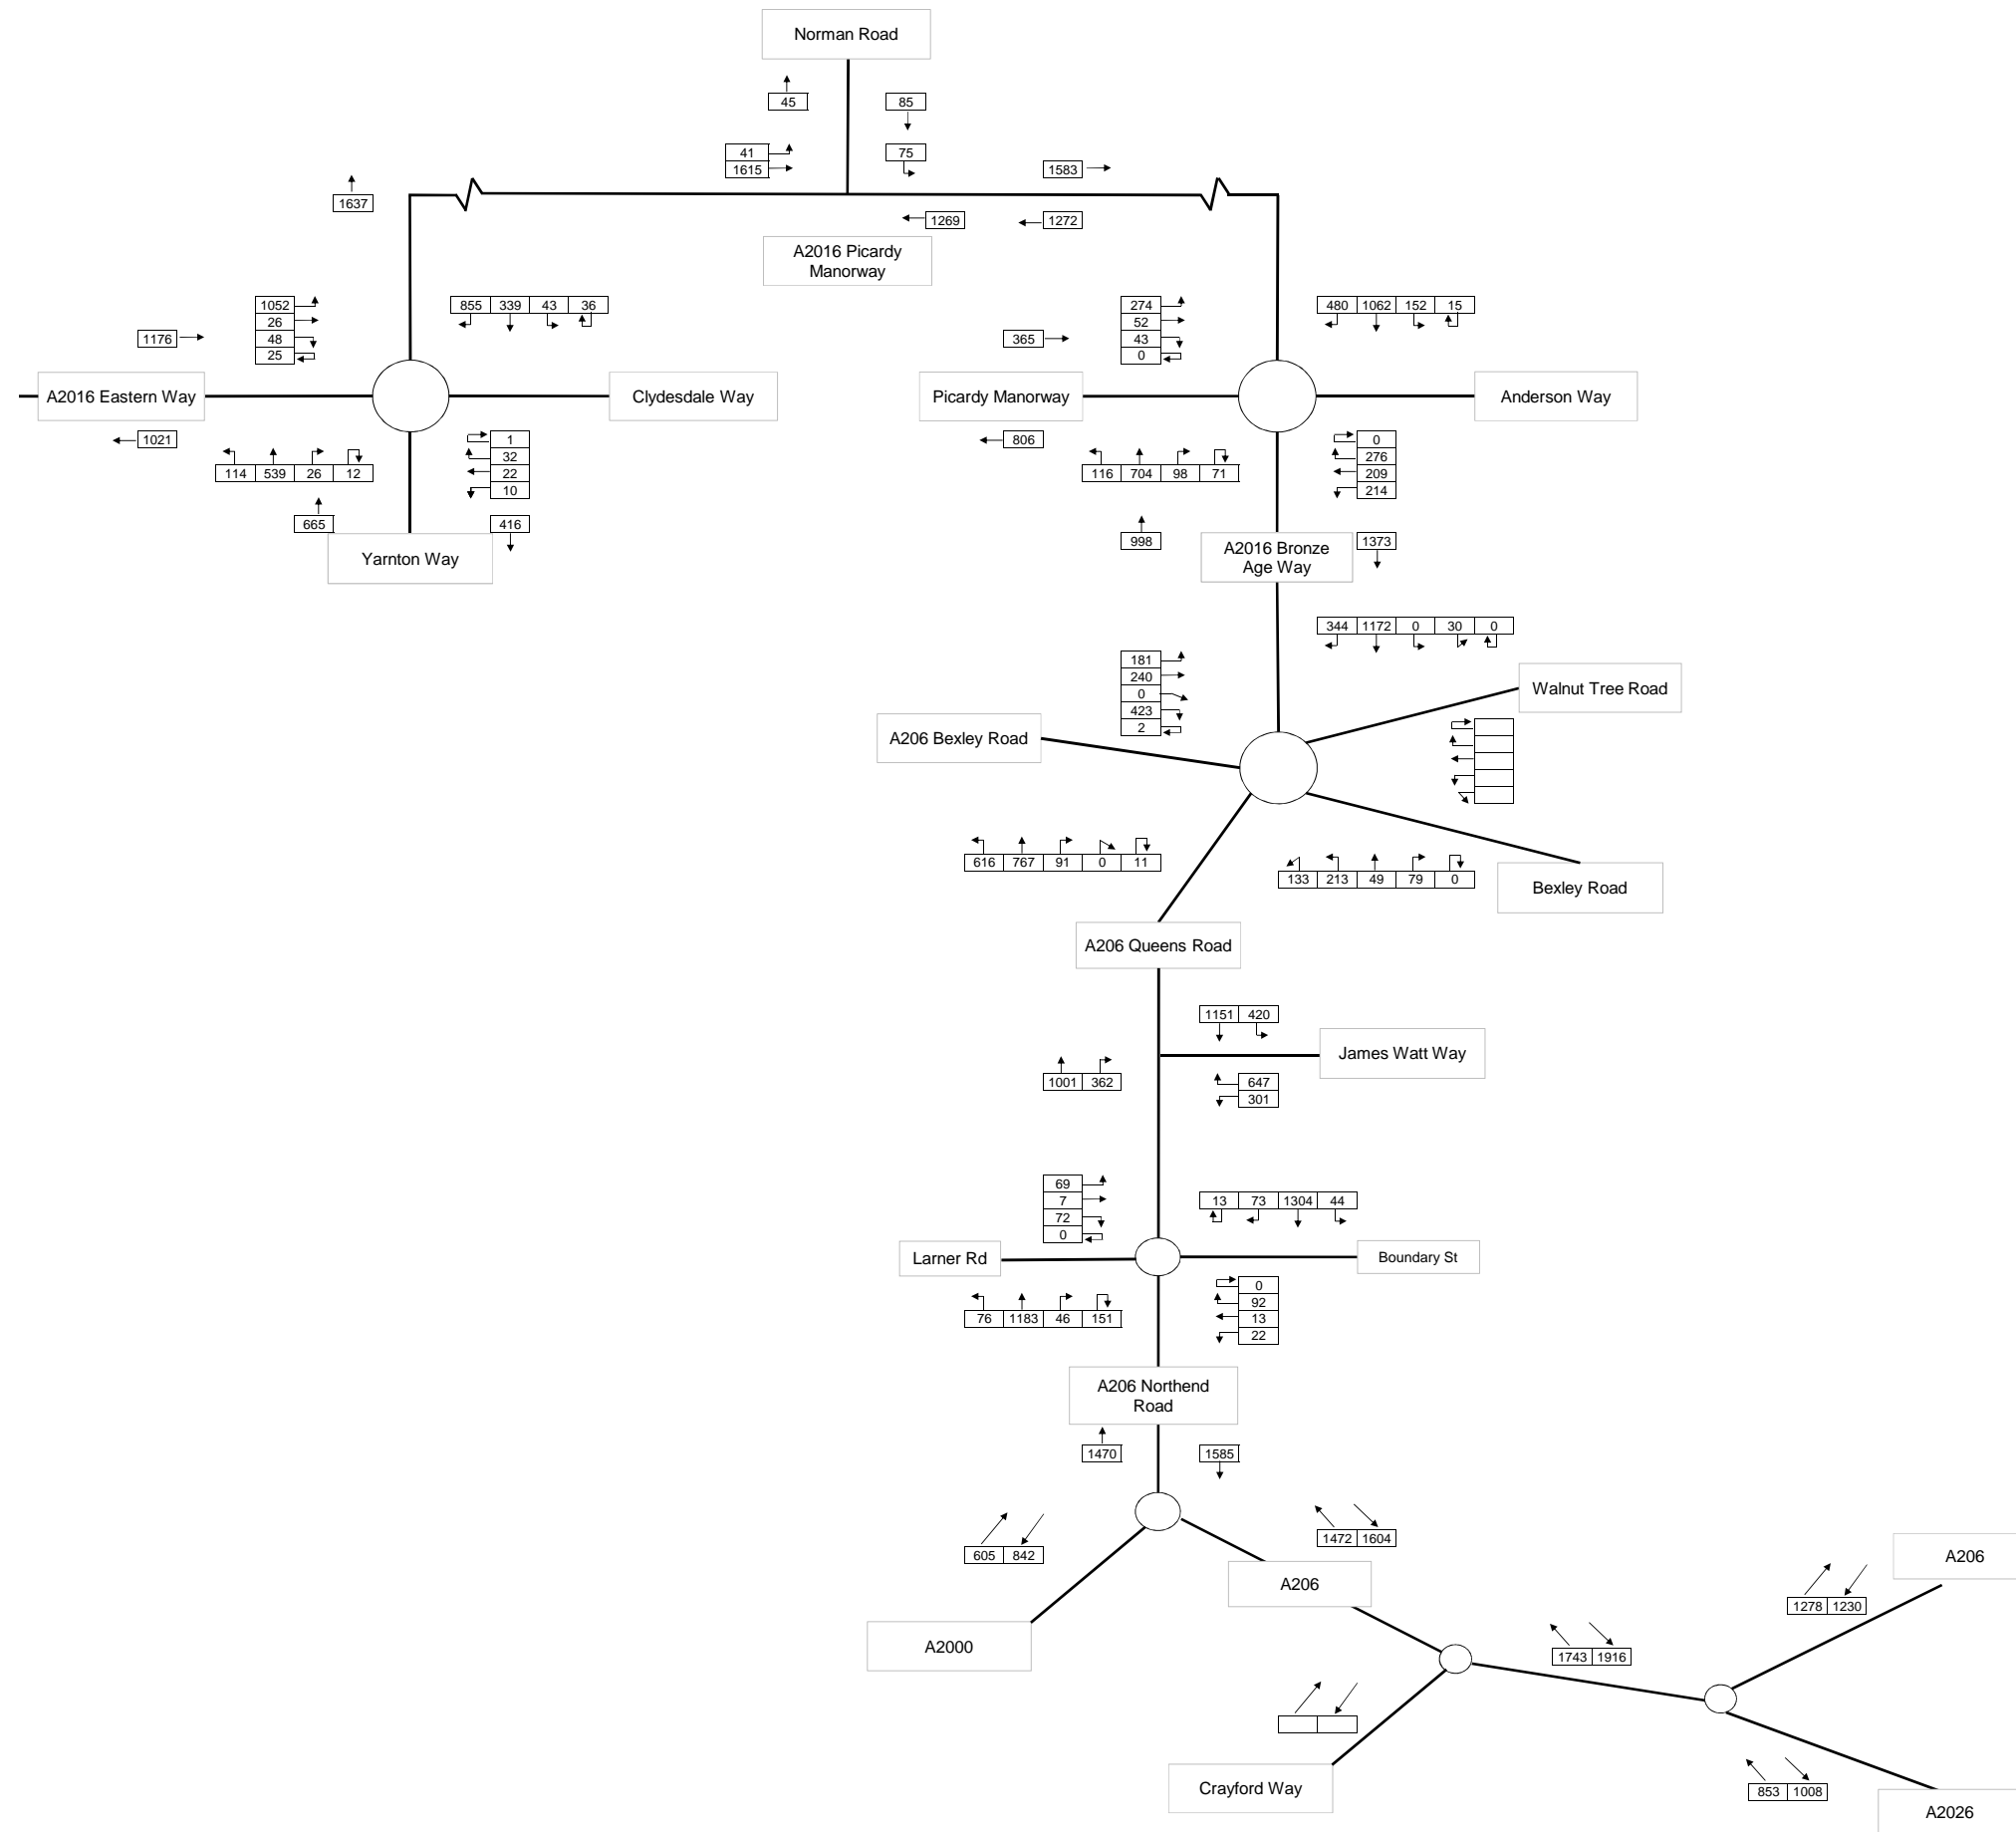 Norman Road
45
85
41
75
1615
1583
1637
1269
1272
A2016 Picardy
Manorway
1052
26
48
25
855 339 43 36
274
52
43
0
480 1062 152 15
1176
365
A2016 Eastern Way
Clydesdale Way
Picardy Manorway
Anderson Way
1021
1
32
22
10
806
0
276
209
214
114 539 26 12
116 704 98 71
665
416
998
A2016 Bronze
Age Way
1373
Yarnton Way
344 1172 0 30 0
181
240
0
423
2
Walnut Tree Road
A206 Bexley Road
616 767 91 0 11
133 213 49 79 0
Bexley Road
A206 Queens Road
1151 420
James Watt Way
1001 362
647
301
69
7
72
0
13 73 1304 44
Larner Rd
Boundary St
76 1183 46 151
0
92
13
22
A206 Northend
Road
1470
1585
605 842
1472 1604
A206
A206
1278 1230
A2000
1743 1916
Crayford Way
853 1008
A2026